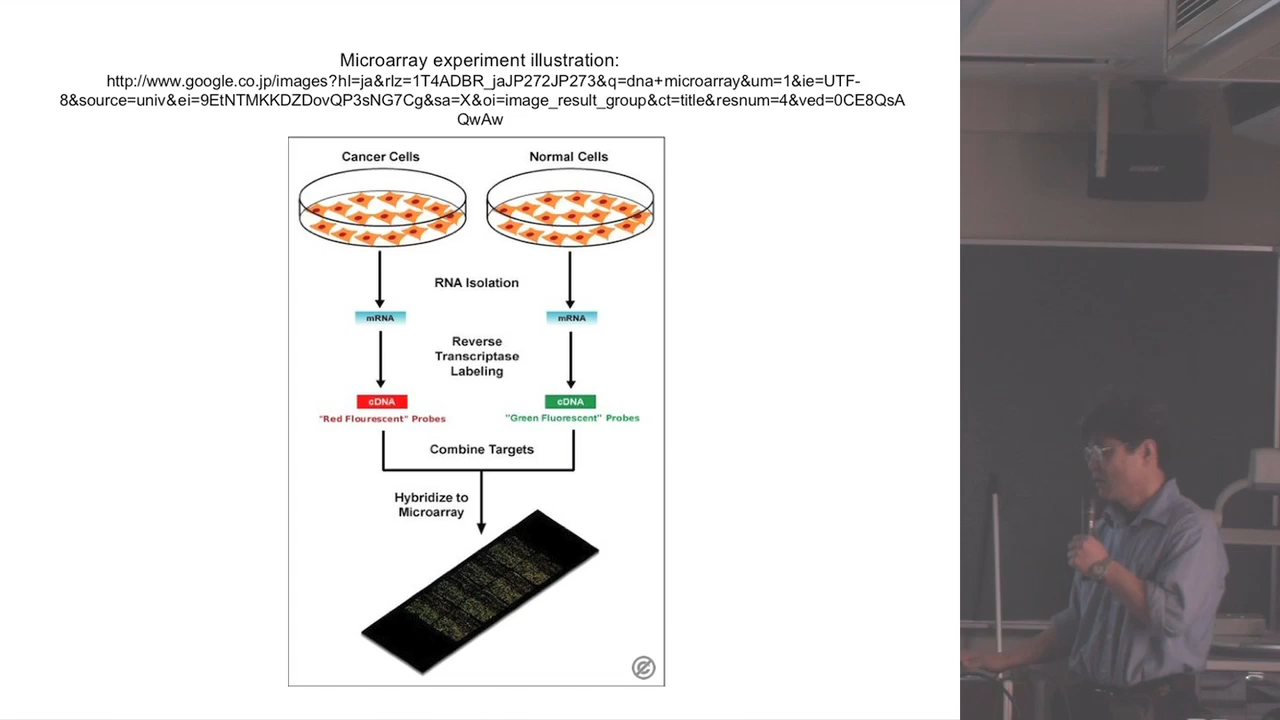 Microarray experiment illustration:
http://www.google.co.jp/images?hl=ja&rlz=1T4ADBR_jaJP272JP273&q=dna+microarray&um=1&ie=UTF-
8&source=univ&ei=9EtNTMKKDZDovQP3sNG7Cg&sa=X&oi=image_result_group&ct=title&resnum=4&ved=0CE8QsA
QwAw
Cancer Cells
Normal Cells
RNA Isolation
mRNA
mRNA
Reverse
Transcriptase
Labeling
cDNA
cDNA
"Red Flourescent" Probes
"Green Fluorescent" Probes
Combine Targets
Hybridize to
Microarray